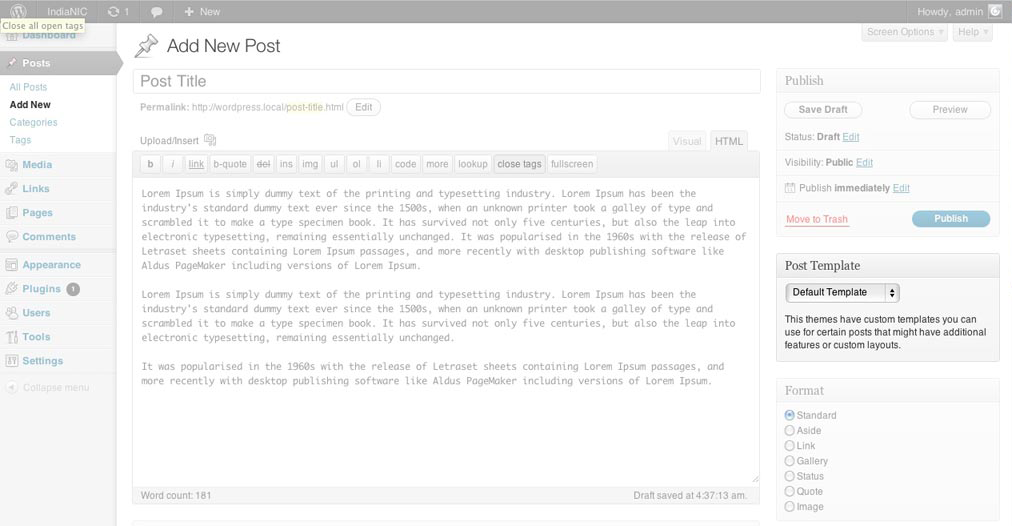 IndiaNIC 1 New Howdy, admin
Close all open tags
Dashboard
Posts
All Posts
Add New
Categories
Tags
Media
Links
Pages
Comments
Appearance
Plugins 1
Users
Tools
Settings
Collapse menu
Screen Options Help
Add New Post
Post Title
Permalink: http://wordpress.local/post-title.html Edit
Upload/Insert
Visual HTML
b i link b-quote del ins img ul ol li code more lookup close tags fullscreen
Lorem Ipsum is simply dummy text of the printing and typesetting industry. Lorem Ipsum has been the
industry's standard dummy text ever since the 1500s, when an unknown printer took a galley of type and
scrambled it to make a type specimen book. It has survived not only five centuries, but also the leap into
electronic typesetting, remaining essentially unchanged. It was popularised in the 1960s with the release of
Letraset sheets containing Lorem Ipsum passages, and more recently with desktop publishing software like
Aldus PageMaker including versions of Lorem Ipsum.
Lorem Ipsum is simply dummy text of the printing and typesetting industry. Lorem Ipsum has been the
industry's standard dummy text ever since the 1500s, when an unknown printer took a galley of type and
scrambled it to make a type specimen book. It has survived not only five centuries, but also the leap into
electronic typesetting, remaining essentially unchanged.
It was popularised in the 1960s with the release of Letraset sheets containing Lorem Ipsum passages, and
more recently with desktop publishing software like Aldus PageMaker including versions of Lorem Ipsum.
Word count: 181 Draft saved at 4:37:13 am.
Publish
Save Draft Preview
Status: Draft Edit
Visibility: Public Edit
Publish immediately Edit
Move to Trash Publish
Post Template
Default Template
This themes have custom templates you can
use for certain posts that might have additional
features or custom layouts.
Format
Standard
Aside
Link
Gallery
Status
Quote
Image